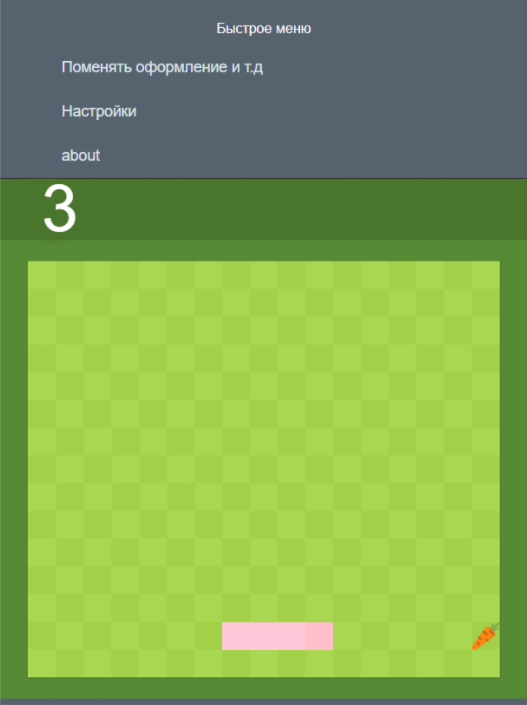 Быстрое меню
Поменять оформление и т.д
Настройки
about
3